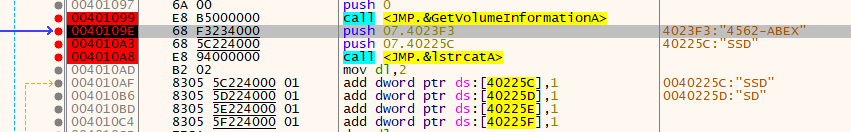 00401097 6A 00 push 0
00401099 E8 B5000000 call <JMP.&GetVolumeInformationA>
0040109E 68 F3234000 push 07.4023F3 4023F3:"4562-ABEX"
004010A3 68 5C224000 push 07.40225C 40225C:"SSD"
004010A8 E8 94000000 call <JMP.&lstrcatA>
004010AD B2 02 mov dl,2
004010AF 8305 5C224000 01 add dword ptr ds:[40225C],1 0040225C:"SSD"
004010B6 8305 5D224000 01 add dword ptr ds:[40225D],1 0040225D:"SD"
004010BD 8305 5E224000 01 add dword ptr ds:[40225E],1
004010C4 8305 5F224000 01 add dword ptr ds:[40225F],1